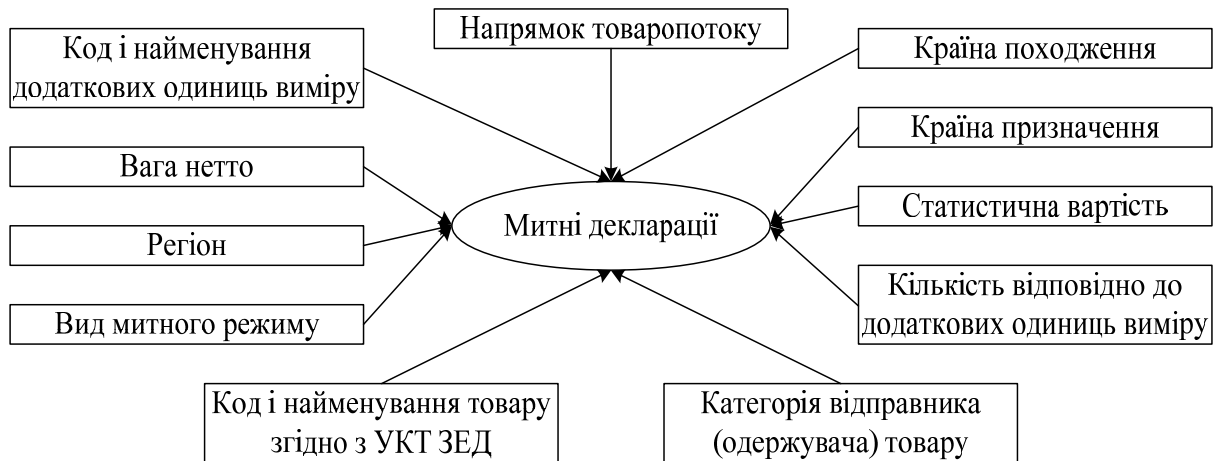 Напрямок товаропотоку
Код і найменування
додаткових одиниць виміру
Країна походження
Вага нетто
Країна призначення
Регіон
Митні декларації
Статистична вартість
Вид митного режиму
Кількість відповідно до
додаткових одиниць виміру
Код і найменування товару
згідно з УКТ ЗЕД
Категорія відправника
(одержувача) товару